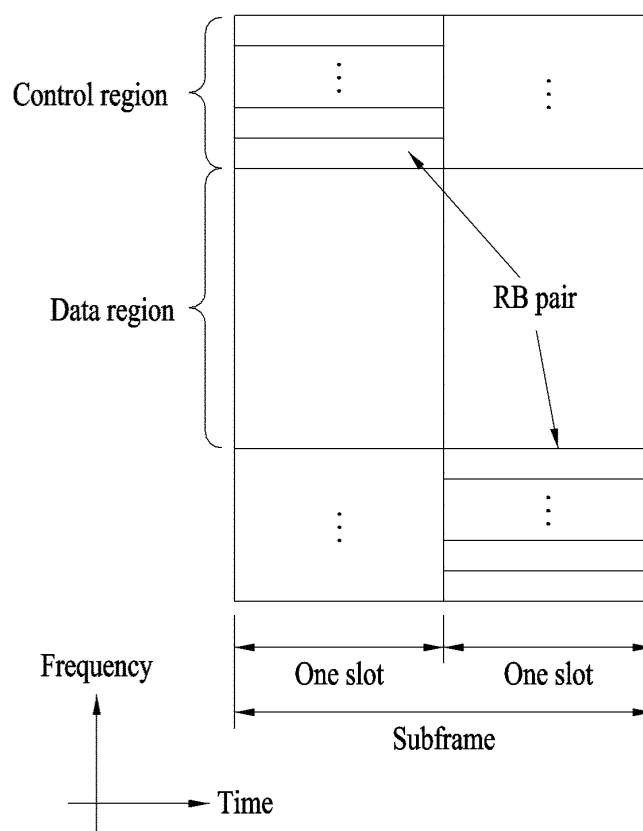 Control region
RB pair
Data region
One slot
One slot
Subframe
Frequency
Time